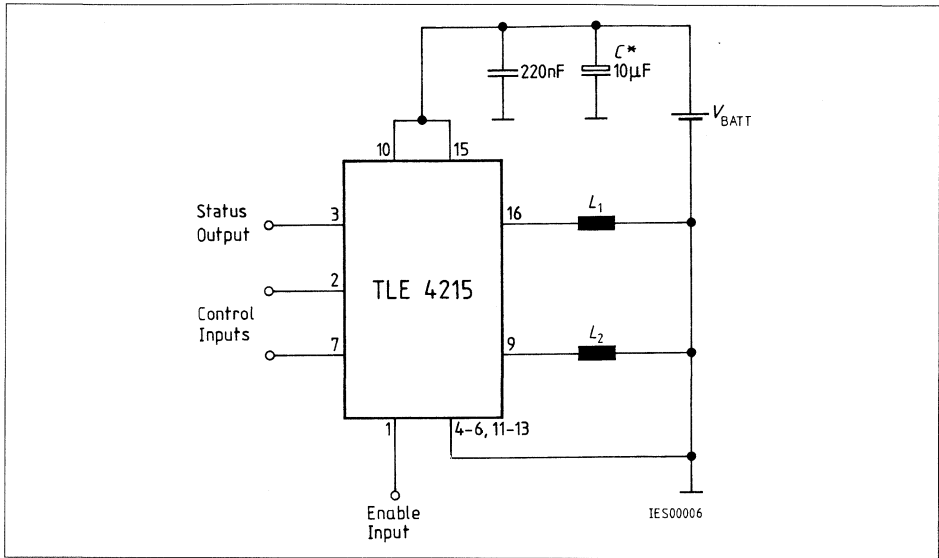 C*
220nF
10µF
V BATT
10
15
Status
Output
3
16
L1
2
TLE 4215
Control
Inputs
7
9
L2
1
4-6, 11-13
Enable
Input
IES00006